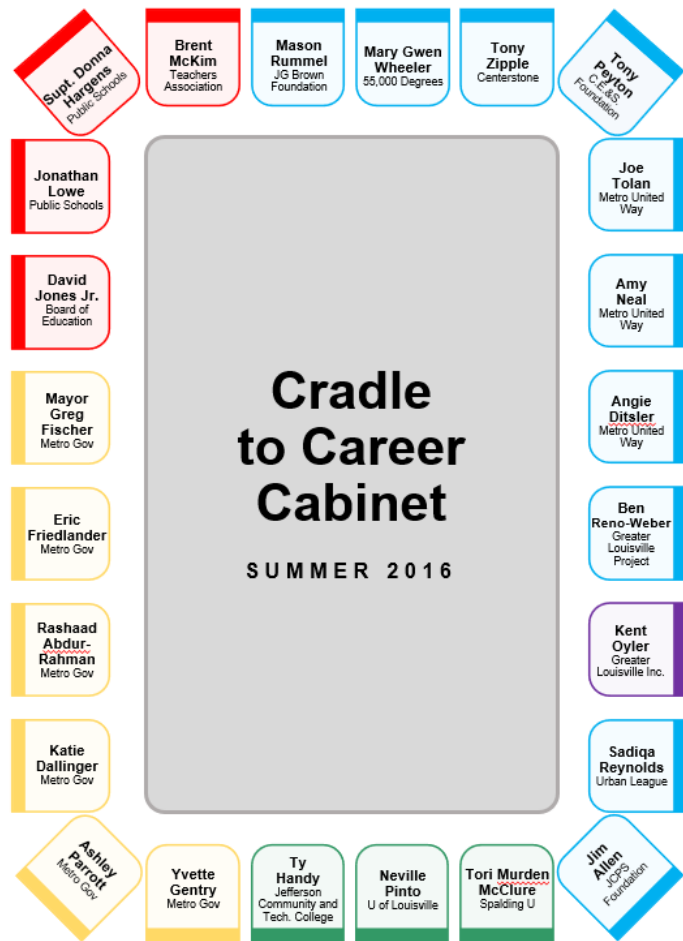 Supt. Donna
Hargens
Public Schools
Brent
McKim
Teachers
Association
Mason
Rummel
JG Brown
Foundation
Mary Gwen
Wheeler
55,000 Degrees
Tony
Zipple
Centerstone
Tony
Peyton
C.E.&S.
Foundation
Jonathan
Lowe
Public Schools
Joe
Tolan
Metro United
Way
David
Jones Jr.
Board of
Education
Amy
Neal
Metro United
Way
Mayor
Greg
Fischer
Metro Gov
Angie
Ditsler
Metro United
Way
Cradle
to Career
Cabinet
SUMMER 2016
Eric
Friedlander
Metro Gov
Ben
Reno-Weber
Greater
Louisville
Project
Rashaad
Abdur-
Rahman
Metro Gov
Kent
Oyler
Greater
Louisville Inc.
Katie
Dallinger
Metro Gov
Sadiqa
Reynolds
Urban League
Ashley
Parrott
Metro Gov
Yvette
Gentry
Metro Gov
Ty
Handy
Jefferson
Community and
Tech. College
Neville
Pinto
U of Louisville
Tori Murden
McClure
Spalding U
Jim
Allen
JCPS
Foundation